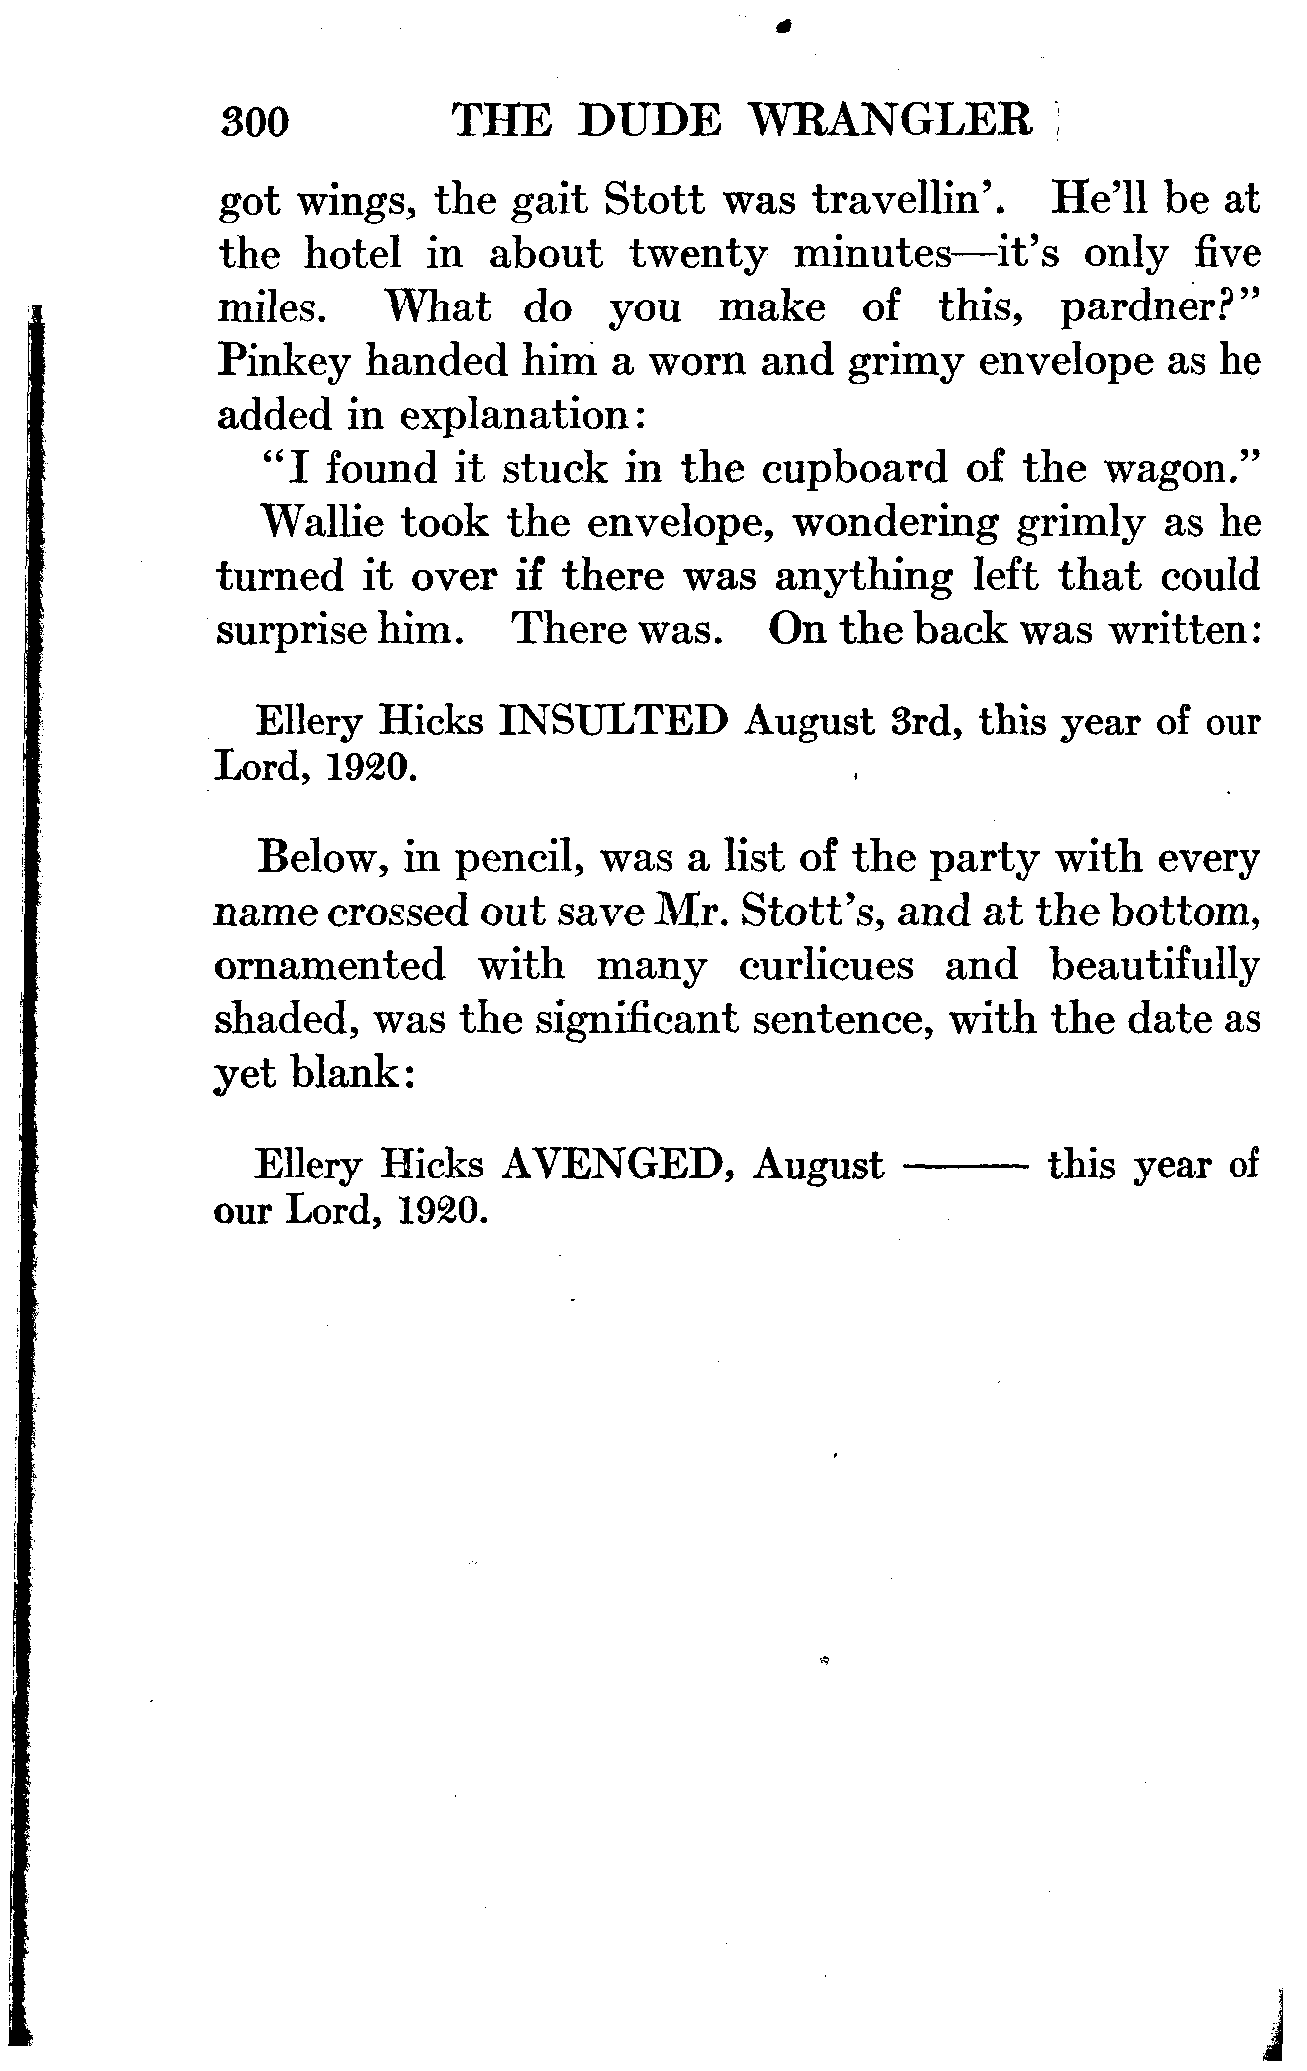 300 THE DUDE WRANGLER
got wings, the gait Stott was travellin’. He’ll be at
the hotel in about twenty minutes—it’s only five
miles. What do you make of this, pardner?”
Pinkey handed him a worn and grimy envelope as he
added in explanation:
“I found it stuck in the cupboard of the wagon.”
Wallie took the envelope, wondering grimly as he
turned it over if there was anything left that could
surprise him. There was. On the back was written:
Ellery Hicks INSULTED August 3rd, this year of our
Lord, 1920.
Below, in pencil, was a list of the party with every
name crossed out save Mr. Stott’s, and at the bottom,
ornamented with many curlicues and beautifully
shaded, was the significant sentence, with the date as
yet blank:
Ellery Hicks AVENGED, August ——— this year of
our Lord, 1920.